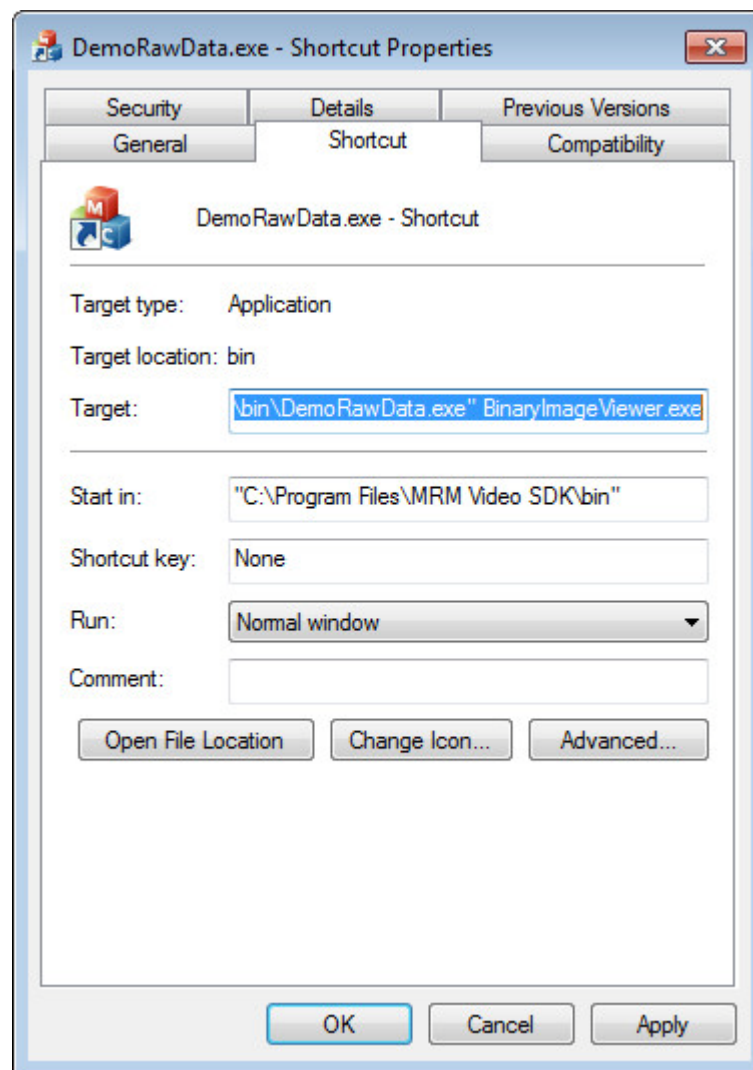 DemoRawData.exe - Shortcut Properties
Security Details Previous Versions
General Shortcut Compatibility
M
C
DemoRawData.exe - Shortcut
Target type: Application
Target location: bin
Target: \bin\DemoRawData.exe" BinaryImageViewer.exe
Start in: "C:\Program Files\MRM Video SDK\bin"
Shortcut key: None
Run: Normal window
Comment:
Open File Location Change Icon... Advanced...
OK Cancel Apply